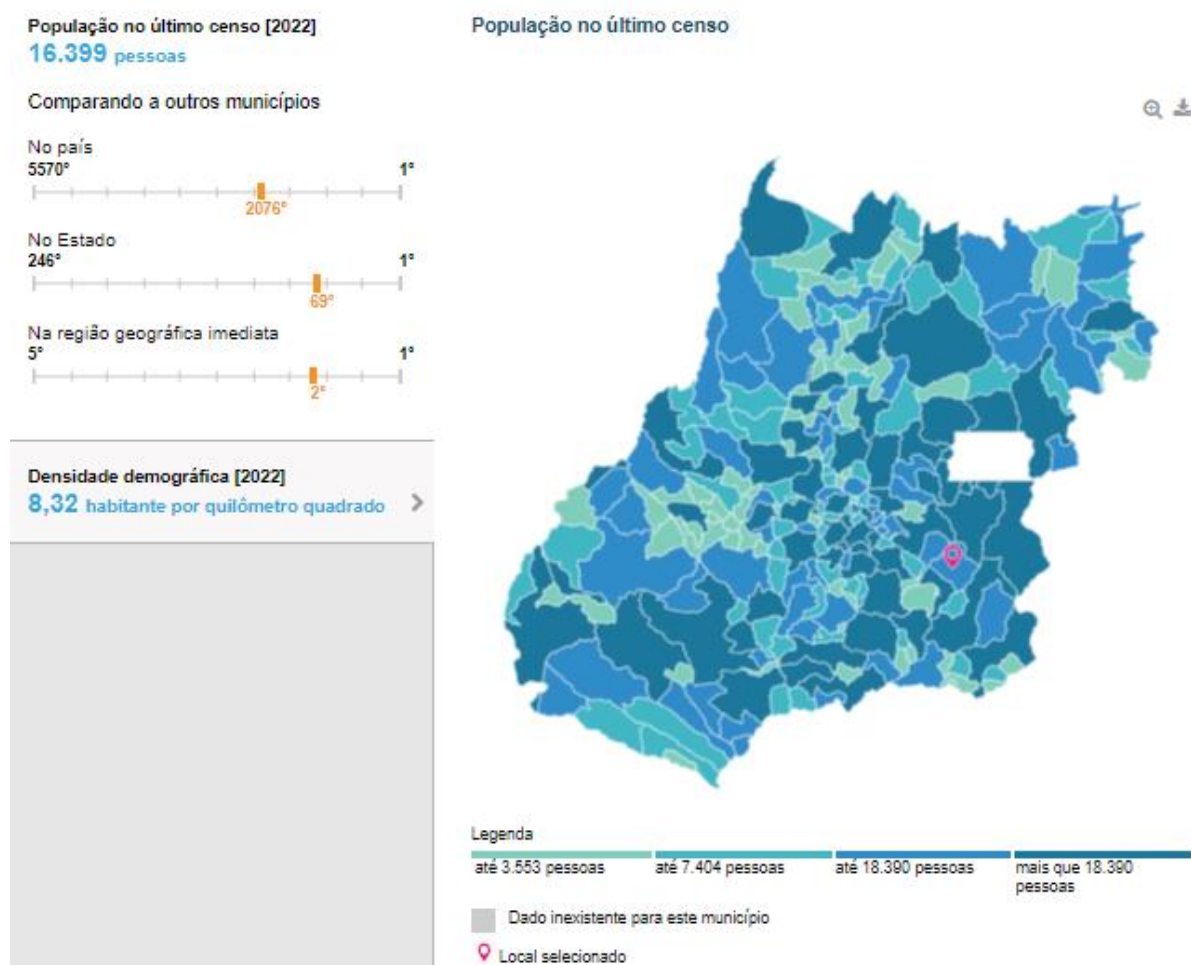 População no último censo [2022]
16.399 pessoas
Comparando a outros municípios
No país
5570° 1°
2076°
No Estado
246° 1°
69°
Na região geográfica imediata
5° 1°
2°
Densidade demográfica [2022]
8,32 habitante por quilômetro quadrado
População no último censo
Legenda
até 3.553 pessoas
até 7.404 pessoas
até 18.390 pessoas
mais que 18.390
pessoas
Dado inexistente para este município
Local selecionado